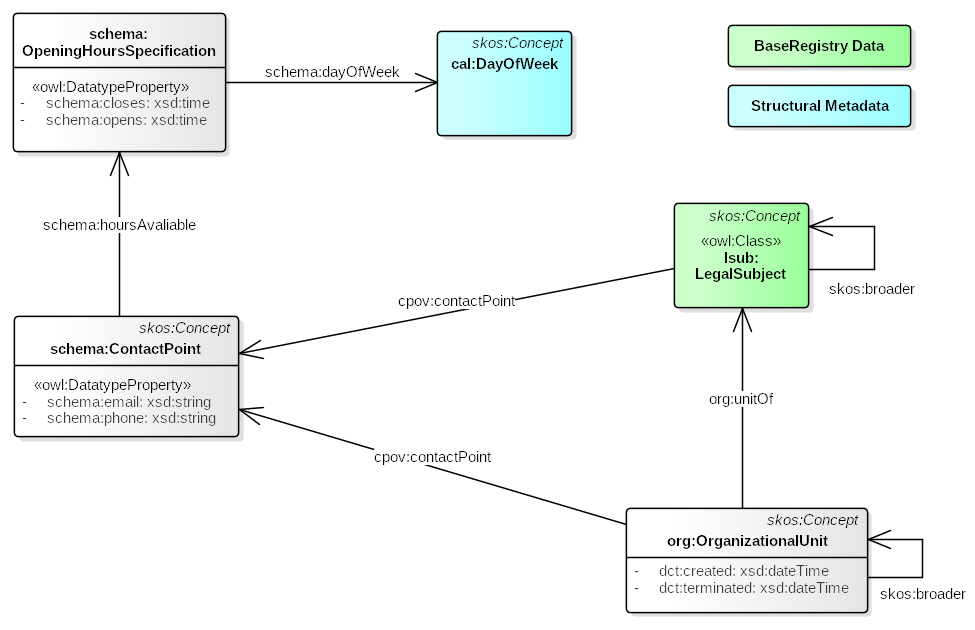 schema:
OpeningHoursSpecification
«owl:DatatypeProperty»
- schema:closes: xsd:time
- schema:opens: xsd:time
schema:dayOfWeek
skos:Concept
cal:DayOfWeek
BaseRegistry Data
Structural Metadata
schema:hoursAvaliable
skos:Concept
«owl:Class»
lsub:
LegalSubject
skos:broader
cpov:contactPoint
skos:Concept
schema:ContactPoint
«owl:DatatypeProperty»
- schema:email: xsd:string
- schema:phone: xsd:string
org:unitOf
cpov:contactPoint
skos:Concept
org:OrganizationalUnit
- dct:created: xsd:dateTime
- dct:terminated: xsd:dateTime
skos:broader